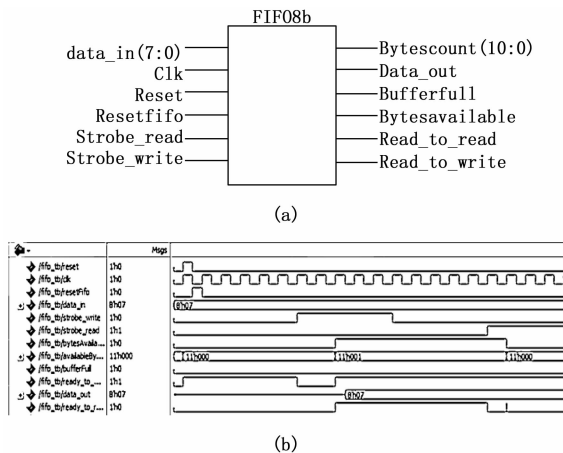 FIFO8b
data_in(7:0)
Clk
Reset
Resetfifo
Strobe_read
Strobe_write
Bytescount(10:0)
Data_out
Bufferfull
Bytesavailable
Read_to_read
Read_to_write
(a)
Msgs
/fifo_tb/reset 1'h0
/fifo_tb/clk 1'h0
/fifo_tb/resetFifo 1'h0
/fifo_tb/data_in 8'h07 8'h07
/fifo_tb/strobe_write 1'h0
/fifo_tb/strobe_read 1'h1
/fifo_tb/bytesAvaila... 1'h0
/fifo_tb/availableBy... 11'h000 11'h000 11'h001 11'h000
/fifo_tb/bufferFull 1'h0
/fifo_tb/ready_to_... 1'h1
/fifo_tb/data_out 8'h07 8'h07
/fifo_tb/ready_to_r... 1'h0
(b)